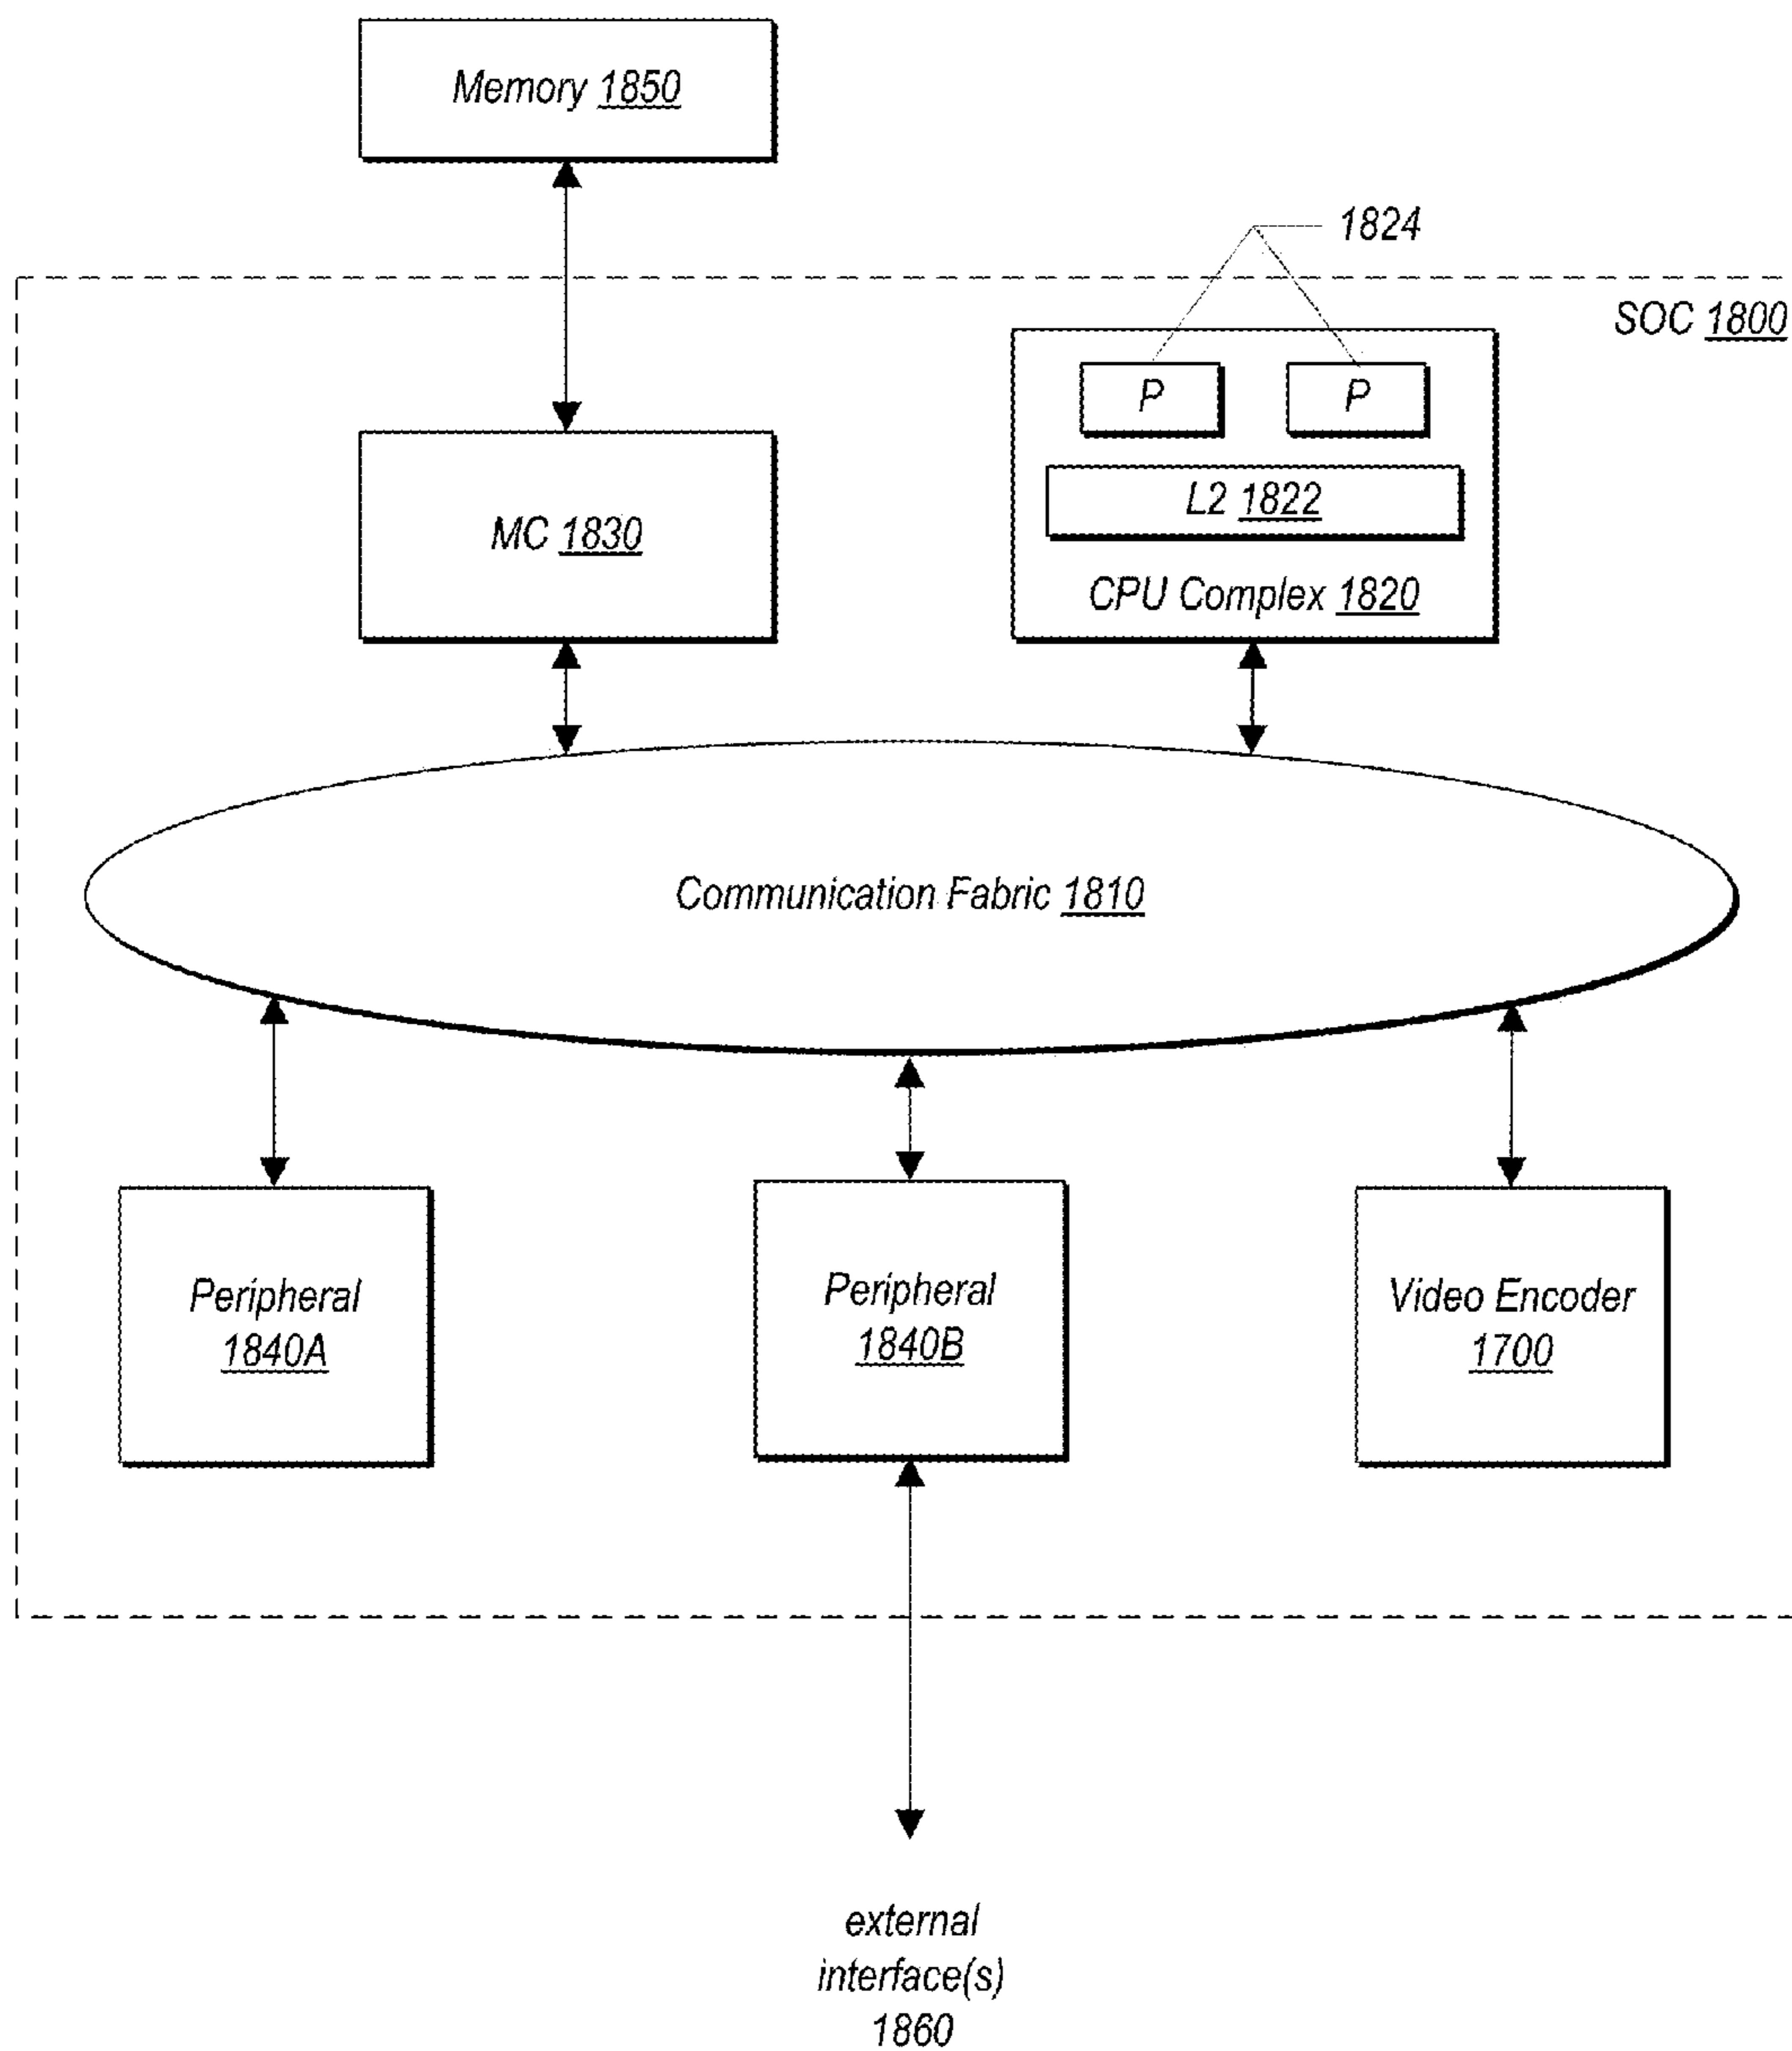 Memory 1850
1824
SOC 1800
P
P
L2 1822
MC 1830
CPU Complex 1820
Communication Fabric 1810
Peripheral
1840A
Peripheral
1840B
Video Encoder
1700
external
interface(s)
1860